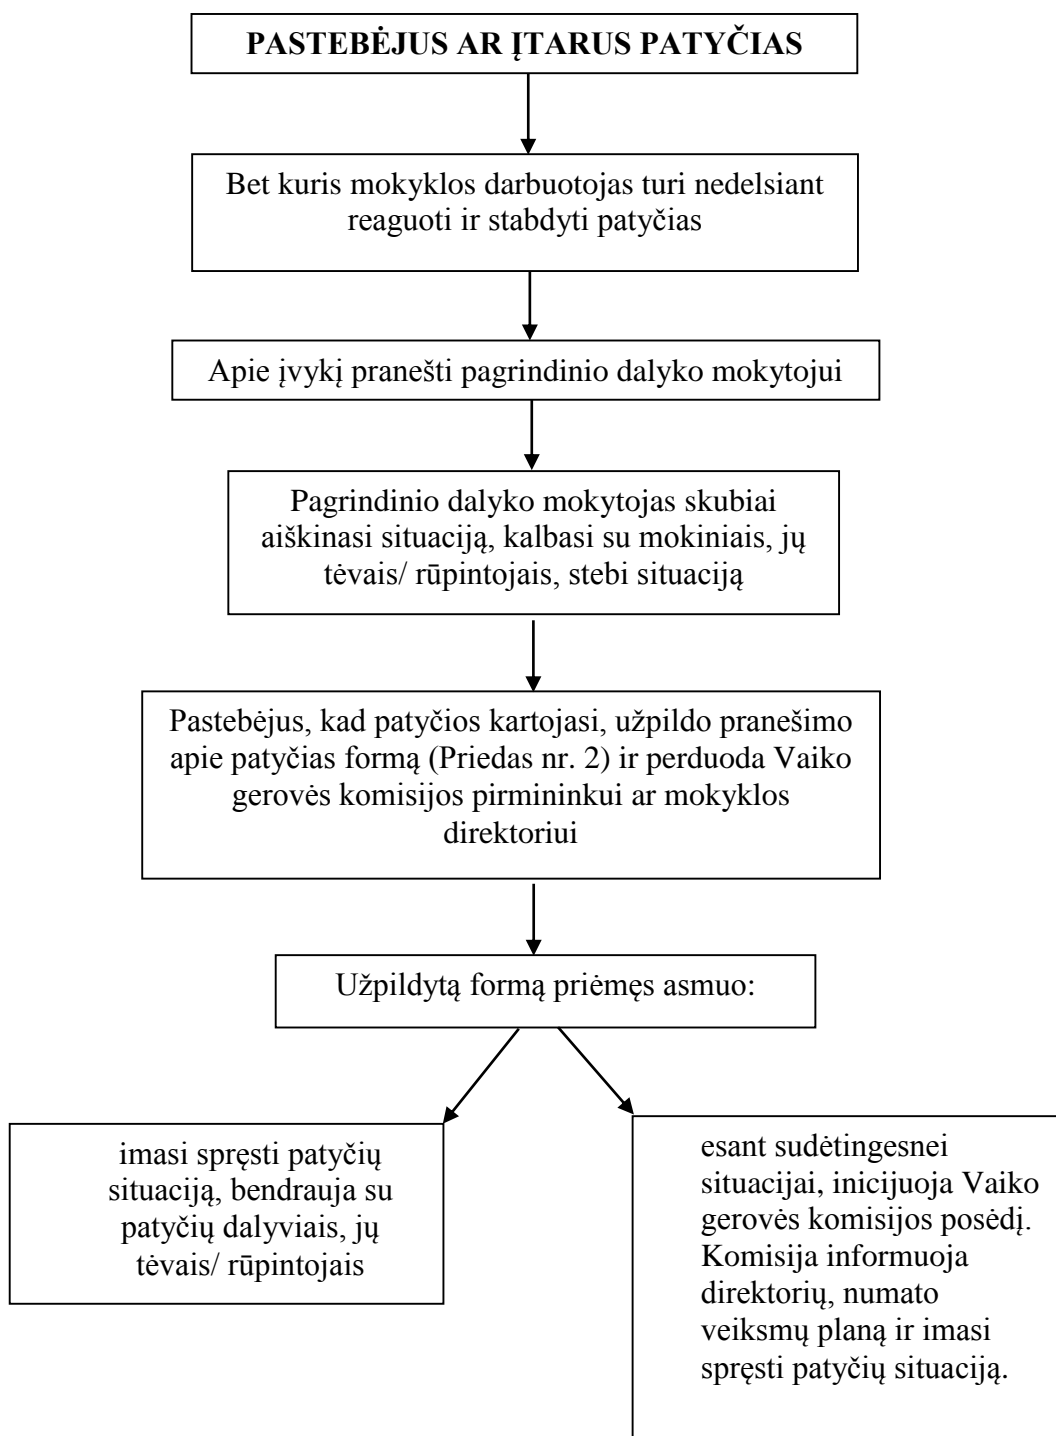 PASTEBĖJUS AR ĮTARUS PATYČIAS
Bet kuris mokyklos darbuotojas turi nedelsiant
reaguoti ir stabdyti patyčias
Apie įvykį pranešti pagrindinio dalyko mokytojui
Pagrindinio dalyko mokytojas skubiai
aiškinasi situaciją, kalbasi su mokiniais, jų
tėvais/ rūpintojais, stebi situaciją
Pastebėjus, kad patyčios kartojasi, užpildo pranešimo
apie patyčias formą (Priedas nr. 2) ir perduoda Vaiko
gerovės komisijos pirmininkui ar mokyklos
direktoriui
Užpildytą formą priėmęs asmuo:
imasi spręsti patyčių
situaciją, bendrauja su
patyčių dalyviais, jų
tėvais/ rūpintojais
esant sudėtingesnei
situacijai, inicijuoja Vaiko
gerovės komisijos posėdį.
Komisija informuoja
direktorių, numato
veiksmų planą ir imasi
spręsti patyčių situaciją.